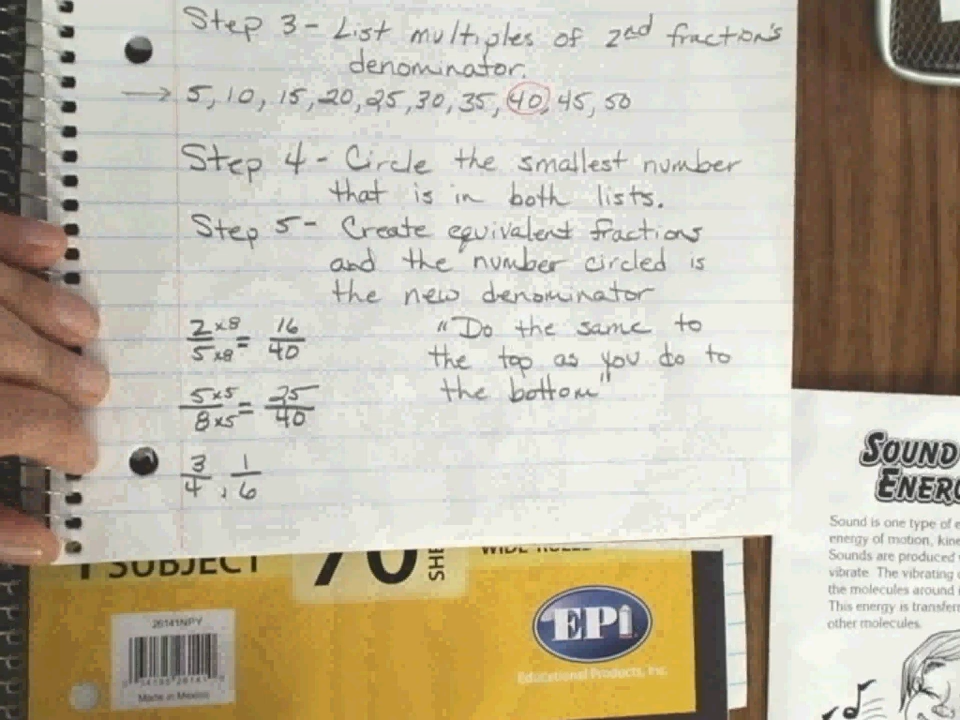 Step 3 - List multiples of 2nd fraction's
denominator.
→ 5, 10, 15, 20, 25, 30, 35, 40, 45, 50
Step 4 - Circle the smallest number
that is in both lists.
Step 5 - Create equivalent fractions
and the number circled is
the new denominator
2×8/5×8 = 16/40
"Do the same to
the top as you do to
the bottom"
5×5/8×5 = 25/40
3/4, 1/6
1 SUBJECT 70
WIDE RULED
26141NPY
Made in Mexico
EPi
Educational Products, Inc.
SOUND
Sound is one type of
energy of motion,
Sounds are produced
vibrate. The vibrating
the molecules around
This energy is
other molecules.